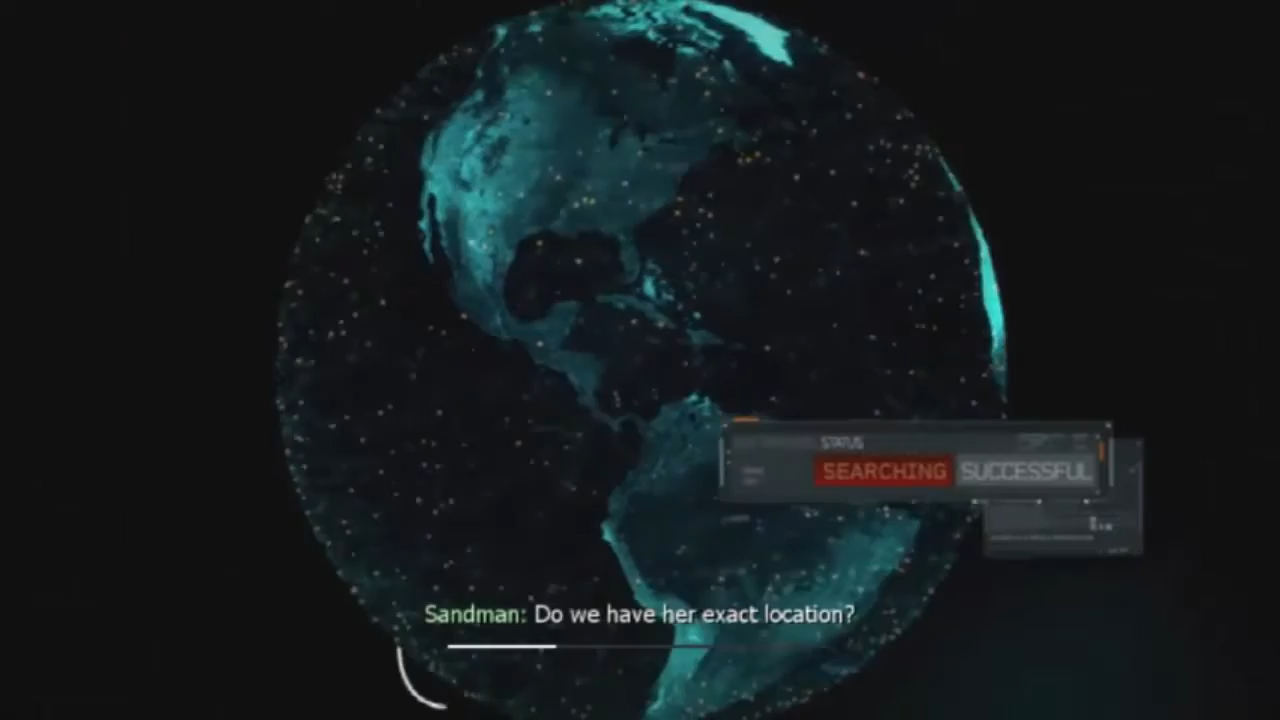 STATUS
SEARCHING SUCCESSFUL
Sandman: Do we have her exact location?